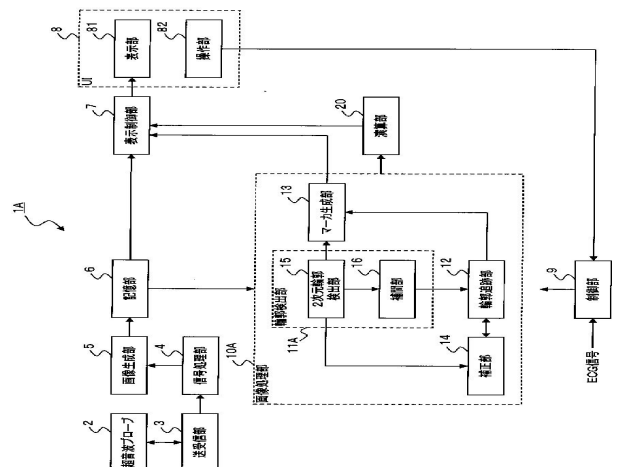 1A
2
超音波プローブ
3
送受信部
4
信号処理部
5
画像生成部
6
記憶部
7
表示制御部
8
UI
81
表示部
82
操作部
20
演算部
10A
画像処理部
11A
輪郭検出部
15
2次元輪郭
検出部
16
補間部
13
マーカ生成部
12
輪郭追跡部
14
補正部
9
制御部
ECG信号